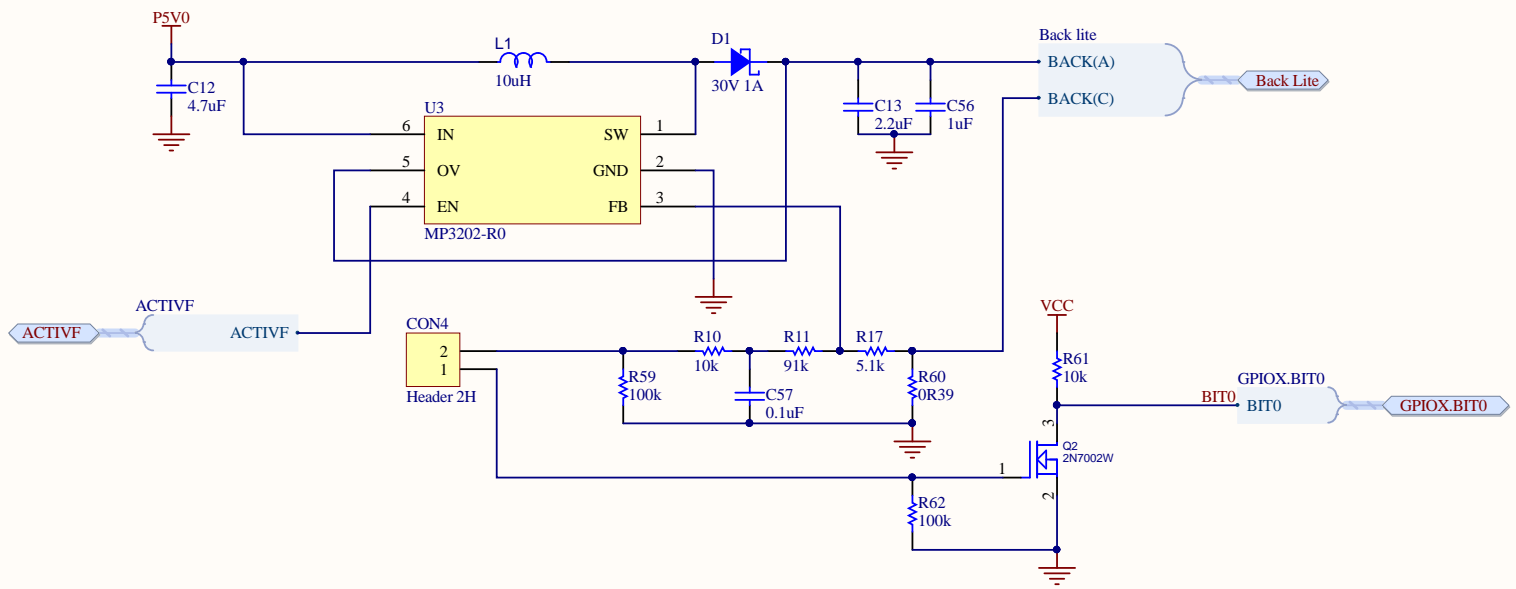 P5V0
L1
10uH
D1
30V 1A
Back lite
BACK(A)
BACK(C)
Back Lite
C12
4.7uF
C13
2.2uF
C56
1uF
U3
6 IN SW 1
5 OV GND 2
4 EN FB 3
MP3202-R0
ACTIVF
ACTIVF
ACTIVF
CON4
2
1
Header 2H
R10
10k
R11
91k
R17
5.1k
R59
100k
C57
0.1uF
R60
0R39
VCC
R61
10k
GPIOX.BIT0
BIT0
BIT0
GPIOX.BIT0
3
Q2
2N7002W
1
2
R62
100k